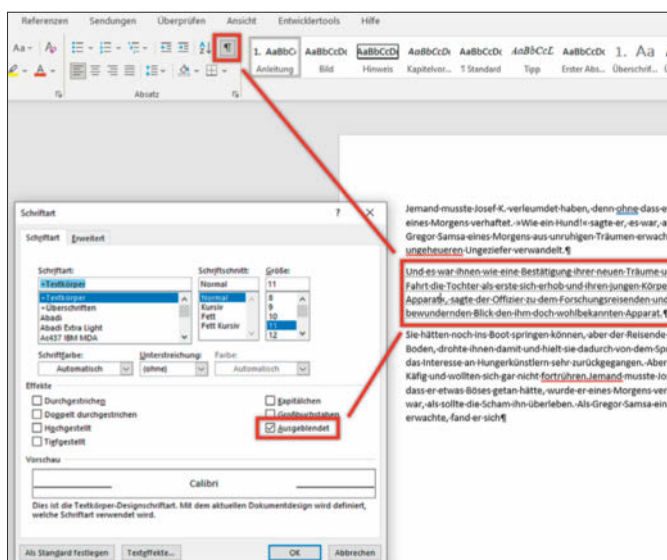 Referenzen Sendungen Überprüfen Ansicht Entwicklertools Hilfe
1. AaBbCc AaBbCcDc AaBbCcDc AaBbCcDc AaBbCcDc AaBbCcL AaBbCcDc 1. Aa
Anleitung Bild Hinweis Kapitelvor... ¶ Standard Tipp Erster Abs... Überschrif...
Absatz
Jemand·musste·Josef·K.·verleumdet·haben,·denn·ohne·dass·e
eines·Morgens·verhaftet.·»Wie·ein·Hund!«·sagte·er,·es·war,·a
Gregor·Samsa·eines·Morgens·aus·unruhigen·Träumen·erwach
ungeheueren·Ungeziefer·verwandelt.¶
Und·es·war·ihnen·wie·eine·Bestätigung·ihrer·neuen·Träume·u
Fahrt·die·Tochter·als·erste·sich·erhob·und·ihren·jungen·Körpe
Apparat«,·sagte·der·Offizier·zu·dem·Forschungsreisenden·und
bewundernden·Blick·den·ihm·doch·wohlbekannten·Apparat.¶
Sie·hätten·noch·ins·Boot·springen·können,·aber·der·Reisende
Boden,·drohte·ihnen·damit·und·hielt·sie·dadurch·von·dem·Sp
das·Interesse·an·Hungerkünstlern·sehr·zurückgegangen.·Aber
Käfig·und·wollten·sich·gar·nicht·fortrühren.Jemand·musste·Jo
dass·er·etwas·Böses·getan·hätte,·wurde·er·eines·Morgens·ver
war,·als·sollte·die·Scham·ihn·überleben.·Als·Gregor·Samsa·ein
erwachte,·fand·er·sich¶
Schriftart ? ×
Schriftart Erweitert
Schriftart: Schriftschnitt: Größe:
+Textkörper Normal 11
+Textkörper Normal 8
+Überschriften Kursiv 9
Abadi Fett 10
Abadi Extra Light Fett Kursiv 11
Ac437 IBM MDA 12
Schriftfarbe: Unterstreichung: Farbe:
Automatisch (ohne) Automatisch
Effekte
Durchgestrichen Kapitälchen
Doppelt durchgestrichen Großbuchstaben
Hochgestellt Ausgeblendet
Tiefgestellt
Vorschau
Calibri
Dies ist die Textkörper-Designschriftart. Mit dem aktuellen Dokumentdesign wird definiert,
welche Schriftart verwendet wird.
Als Standard festlegen Texteffekte... OK Abbrechen